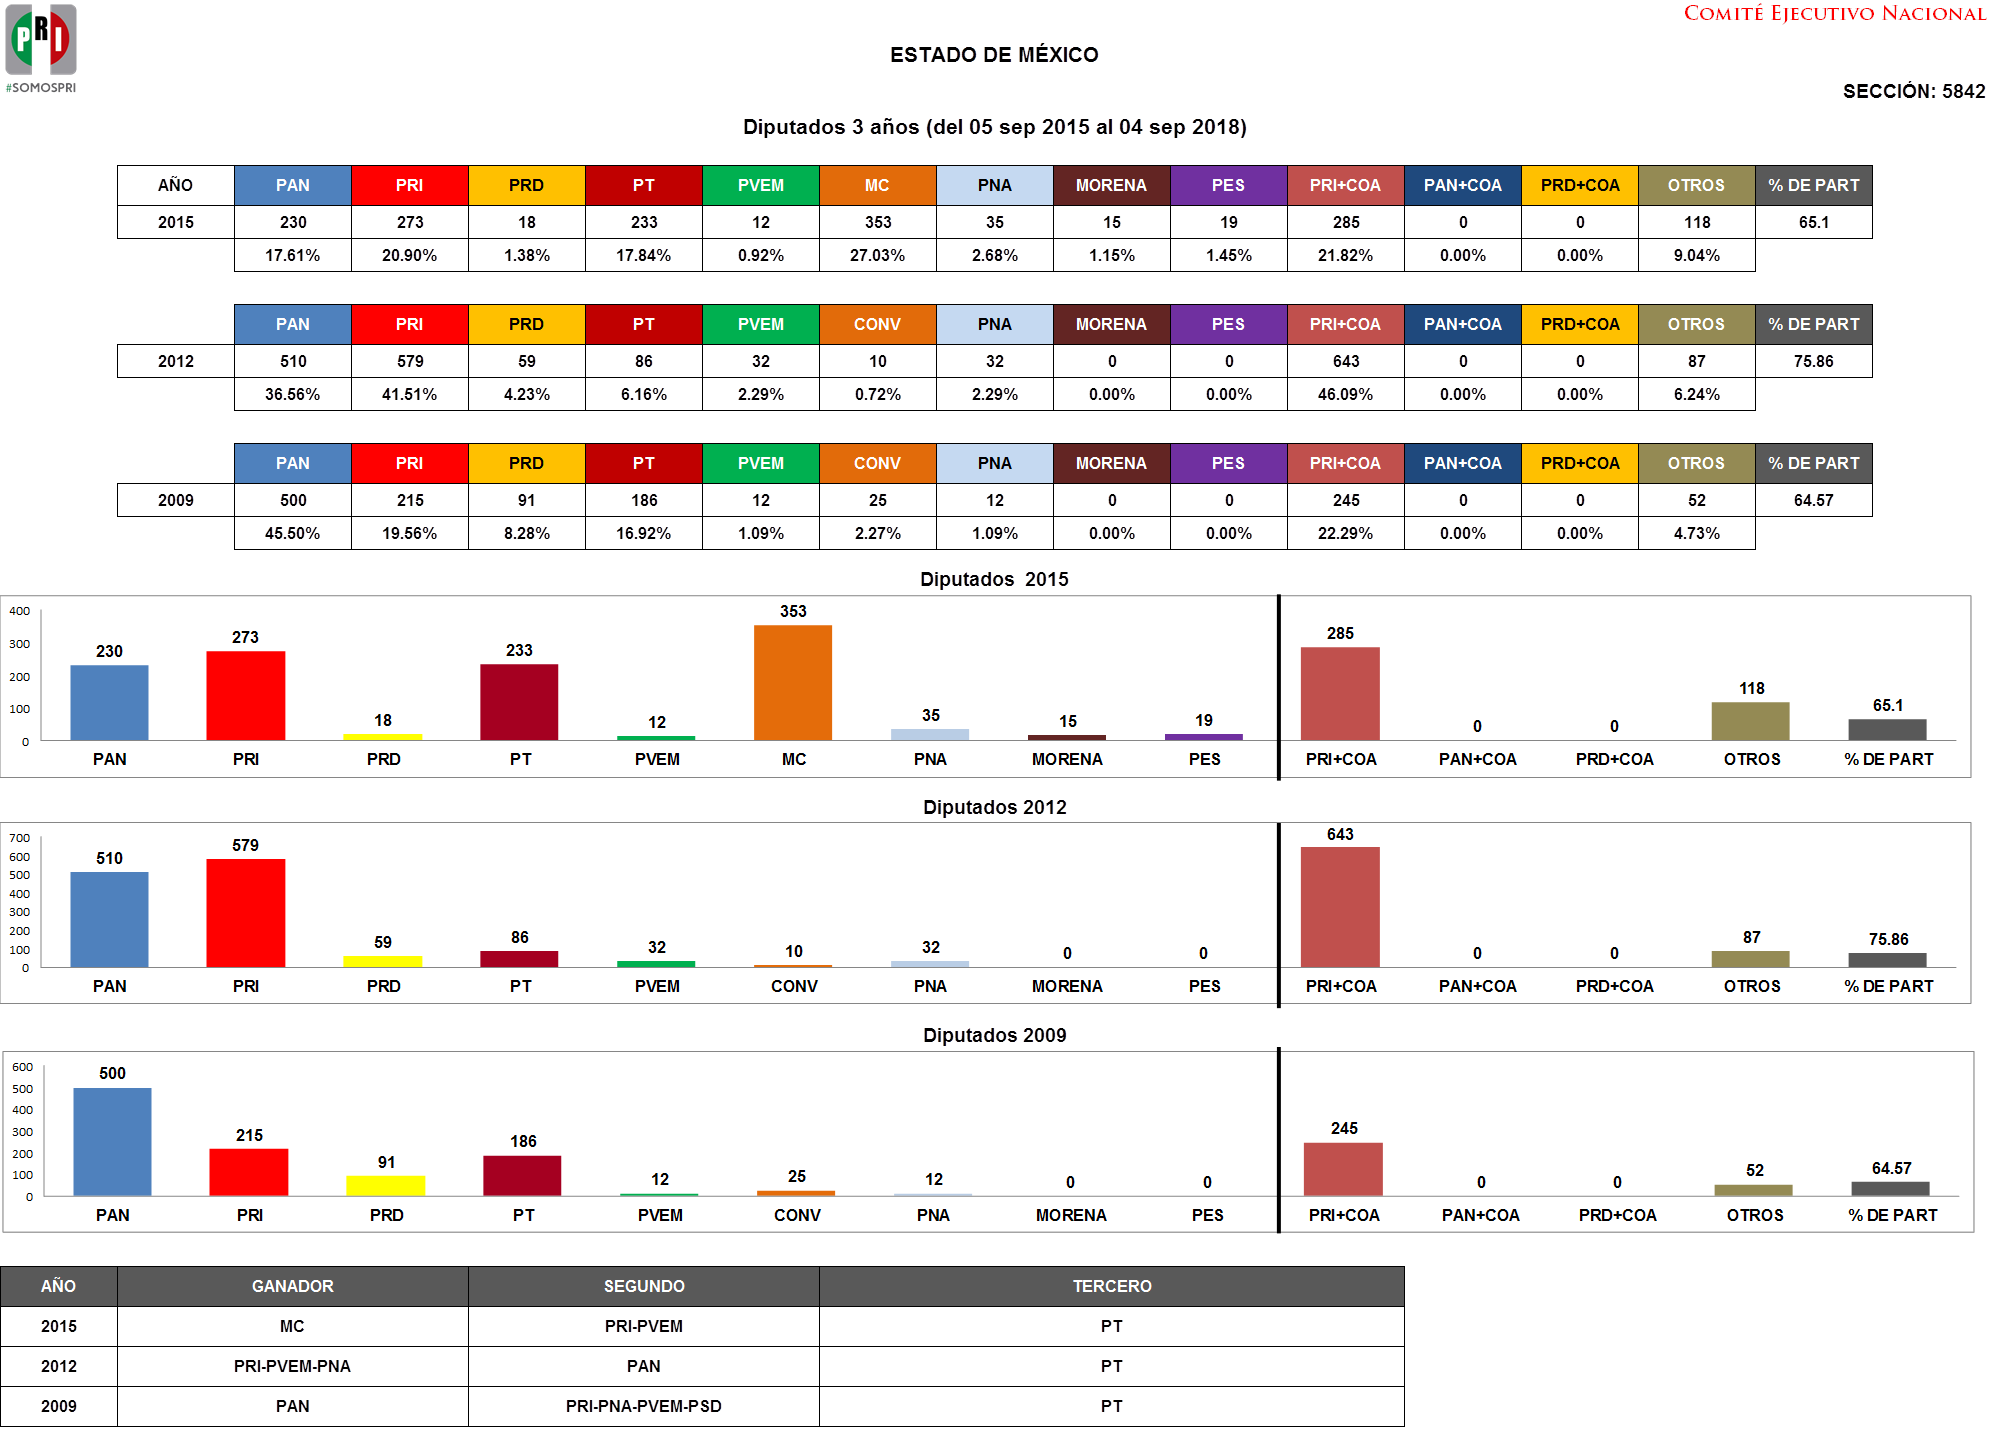 PRI
#SOMOSPRI
COMITÉ EJECUTIVO NACIONAL
ESTADO DE MÉXICO
SECCIÓN: 5842
Diputados 3 años (del 05 sep 2015 al 04 sep 2018)
AÑO PAN PRI PRD PT PVEM MC PNA MORENA PES PRI+COA PAN+COA PRD+COA OTROS % DE PART
2015 230 273 18 233 12 353 35 15 19 285 0 0 118 65.1
17.61% 20.90% 1.38% 17.84% 0.92% 27.03% 2.68% 1.15% 1.45% 21.82% 0.00% 0.00% 9.04%
PAN PRI PRD PT PVEM CONV PNA MORENA PES PRI+COA PAN+COA PRD+COA OTROS % DE PART
2012 510 579 59 86 32 10 32 0 0 643 0 0 87 75.86
36.56% 41.51% 4.23% 6.16% 2.29% 0.72% 2.29% 0.00% 0.00% 46.09% 0.00% 0.00% 6.24%
PAN PRI PRD PT PVEM CONV PNA MORENA PES PRI+COA PAN+COA PRD+COA OTROS % DE PART
2009 500 215 91 186 12 25 12 0 0 245 0 0 52 64.57
45.50% 19.56% 8.28% 16.92% 1.09% 2.27% 1.09% 0.00% 0.00% 22.29% 0.00% 0.00% 4.73%
Diputados 2015
400
300
200
100
0
230 273 18 233 12 353 35 15 19 285 0 0 118 65.1
PAN PRI PRD PT PVEM MC PNA MORENA PES PRI+COA PAN+COA PRD+COA OTROS % DE PART
Diputados 2012
700
600
500
400
300
200
100
0
510 579 59 86 32 10 32 0 0 643 0 0 87 75.86
PAN PRI PRD PT PVEM CONV PNA MORENA PES PRI+COA PAN+COA PRD+COA OTROS % DE PART
Diputados 2009
600
500
400
300
200
100
0
500 215 91 186 12 25 12 0 0 245 0 0 52 64.57
PAN PRI PRD PT PVEM CONV PNA MORENA PES PRI+COA PAN+COA PRD+COA OTROS % DE PART
AÑO GANADOR SEGUNDO TERCERO
2015 MC PRI-PVEM PT
2012 PRI-PVEM-PNA PAN PT
2009 PAN PRI-PNA-PVEM-PSD PT